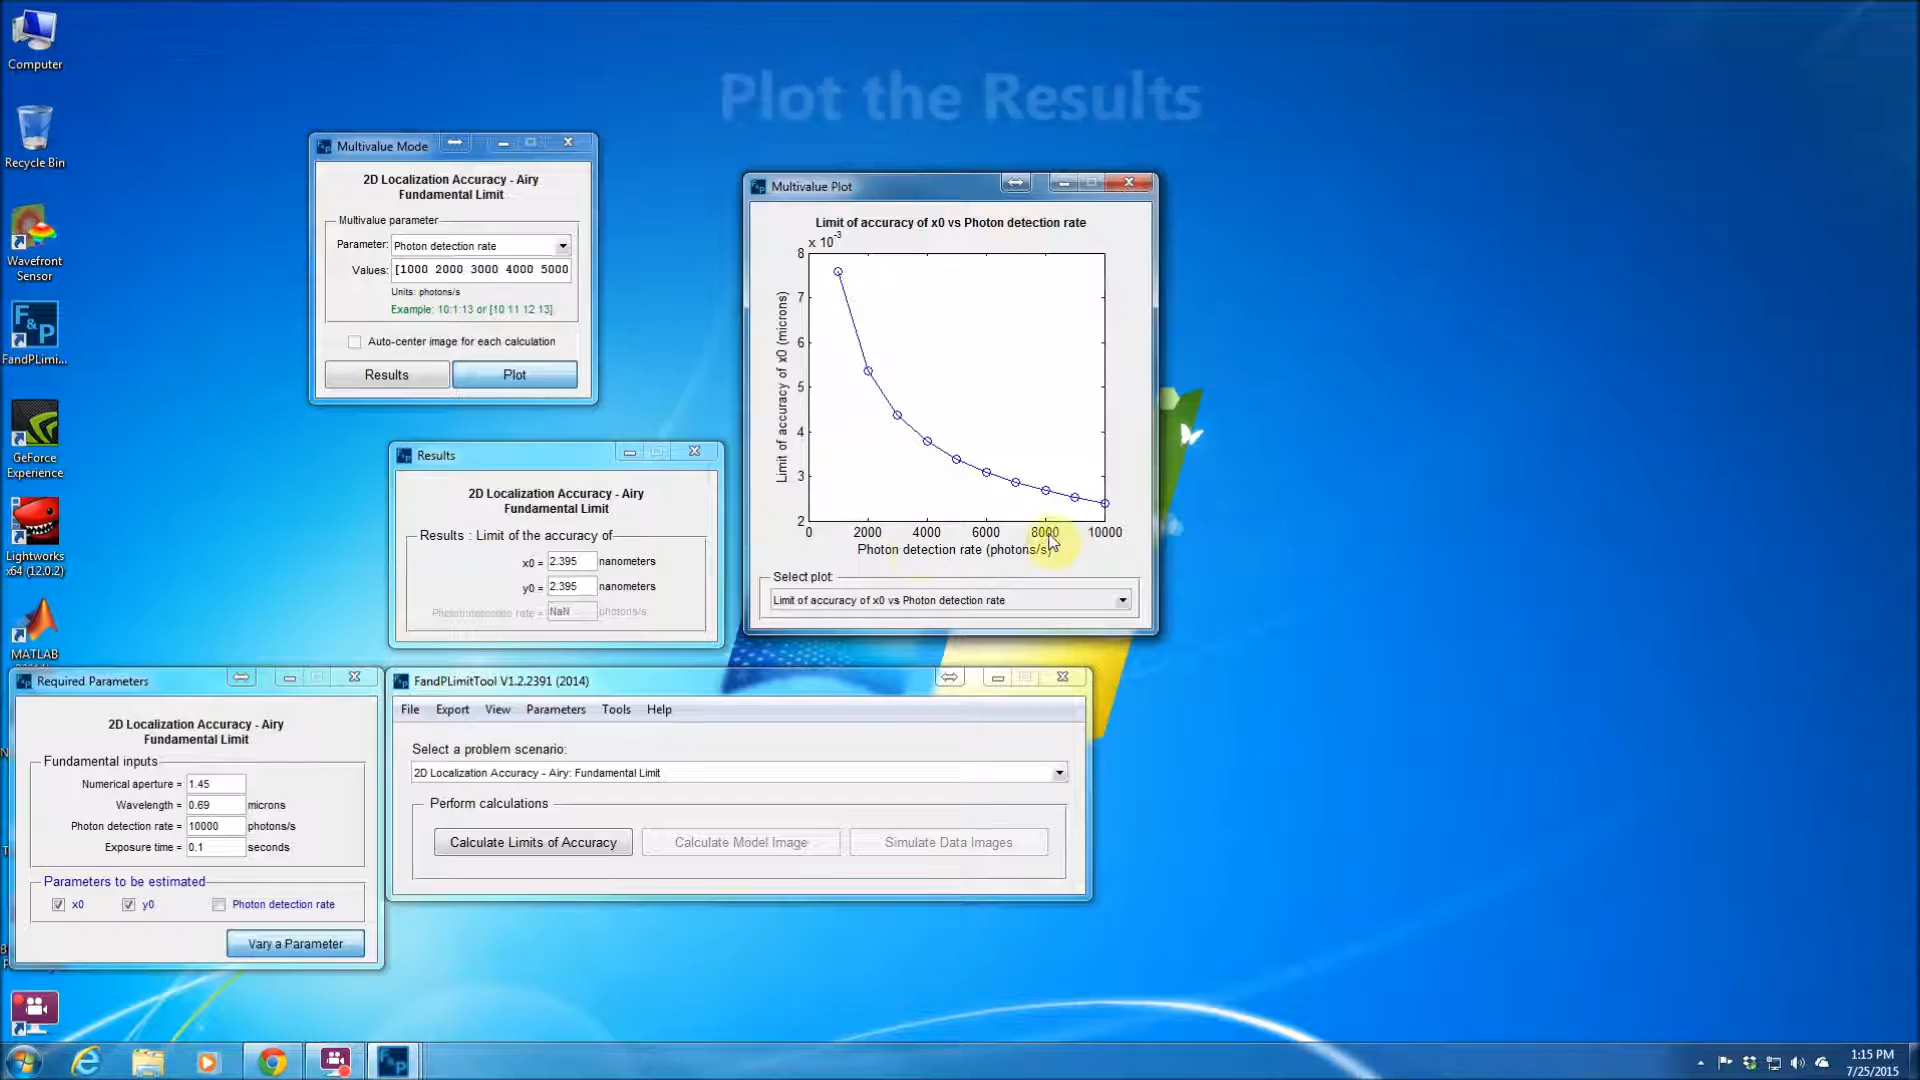 Plot the Results
Computer
Recycle Bin
Wavefront
Sensor
F&P
FandPLimi...
GeForce
Experience
Lightworks
x64 (12.0.2)
MATLAB
Multivalue Mode
2D Localization Accuracy - Airy
Fundamental Limit
Multivalue parameter
Parameter: Photon detection rate
Values: [1000 2000 3000 4000 5000
Units: photons/s
Example: 10:1:13 or [10 11 12 13]
Auto-center image for each calculation
Results Plot
Multivalue Plot
Limit of accuracy of x0 vs Photon detection rate
x 10-3
8
7
6
5
4
3
2
Limit of accuracy of x0 (microns)
0 2000 4000 6000 8000 10000
Photon detection rate (photons/s)
Select plot:
Limit of accuracy of x0 vs Photon detection rate
Results
2D Localization Accuracy - Airy
Fundamental Limit
Results : Limit of the accuracy of
x0 = 2.395 nanometers
y0 = 2.395 nanometers
Photon detection rate = NaN photons/s
Required Parameters
2D Localization Accuracy - Airy
Fundamental Limit
Fundamental inputs
Numerical aperture = 1.45
Wavelength = 0.69 microns
Photon detection rate = 10000 photons/s
Exposure time = 0.1 seconds
Parameters to be estimated
x0 y0 Photon detection rate
Vary a Parameter
FandPLimitTool V1.2.2391 (2014)
File Export View Parameters Tools Help
Select a problem scenario:
2D Localization Accuracy - Airy: Fundamental Limit
Perform calculations
Calculate Limits of Accuracy Calculate Model Image Simulate Data Images
1:15 PM
7/25/2015